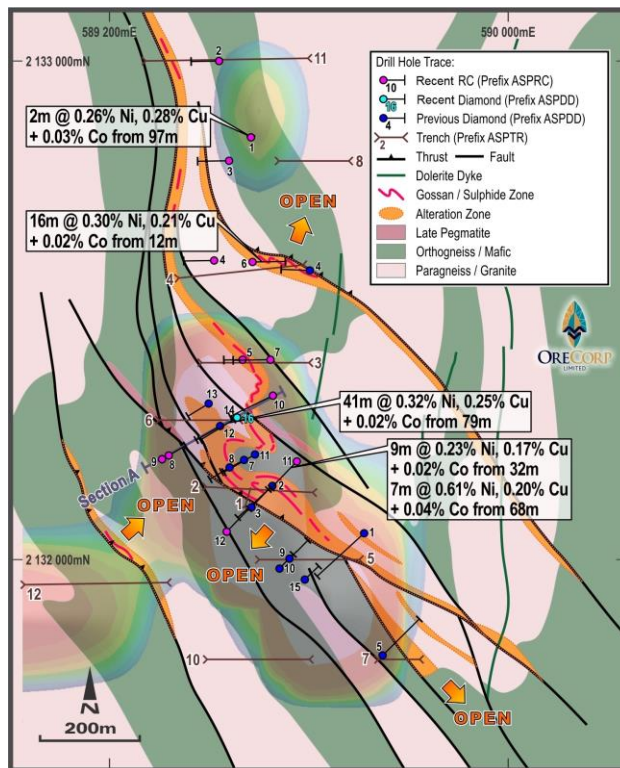 589 200mE
590 000mE
2 133 000mN
2
11
Drill Hole Trace:
10 Recent RC (Prefix ASPRC)
16 Recent Diamond (Prefix ASPDD)
4 Previous Diamond (Prefix ASPDD)
2 Trench (Prefix ASPTR)
Thrust Fault
Dolerite Dyke
Gossan / Sulphide Zone
Alteration Zone
Late Pegmatite
Orthogneiss / Mafic
Paragneiss / Granite
2m @ 0.26% Ni, 0.28% Cu
+ 0.03% Co from 97m
1
3
8
OPEN
16m @ 0.30% Ni, 0.21% Cu
+ 0.02% Co from 12m
4
6
4
4
ORECORP
LIMITED
5
7
3
10
13
14
16
6
12
41m @ 0.32% Ni, 0.25% Cu
+ 0.02% Co from 79m
9m @ 0.23% Ni, 0.17% Cu
+ 0.02% Co from 32m
7m @ 0.61% Ni, 0.20% Cu
+ 0.04% Co from 68m
9
8
8
7
11
11
Section A
2
2
1
3
12
OPEN
1
OPEN
2 132 000mN
9
10
5
15
12
5
10
7
OPEN
N
200m